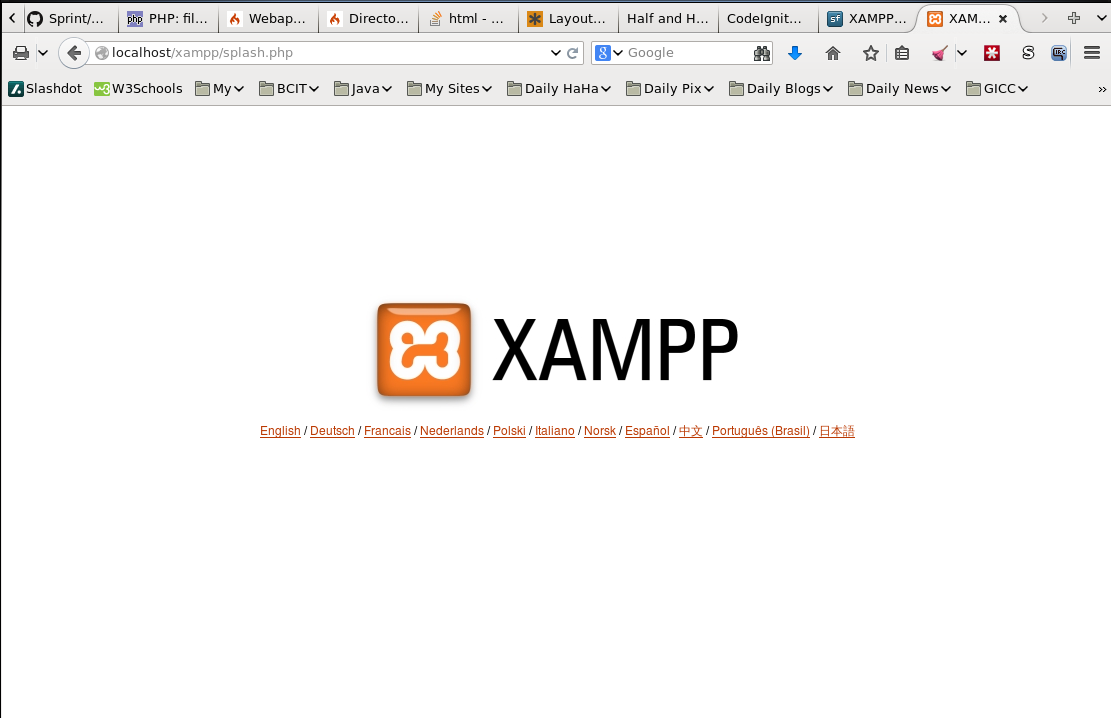 Sprint/... PHP: fil... Webap... Directo... html - ... Layout... Half and H... CodeIgnit... XAMPP... XAM...
localhost/xampp/splash.php Google
Slashdot W3Schools My BCIT Java My Sites Daily HaHa Daily Pix Daily Blogs Daily News GICC
XAMPP
English / Deutsch / Francais / Nederlands / Polski / Italiano / Norsk / Español / 中文 / Português (Brasil) / 日本語